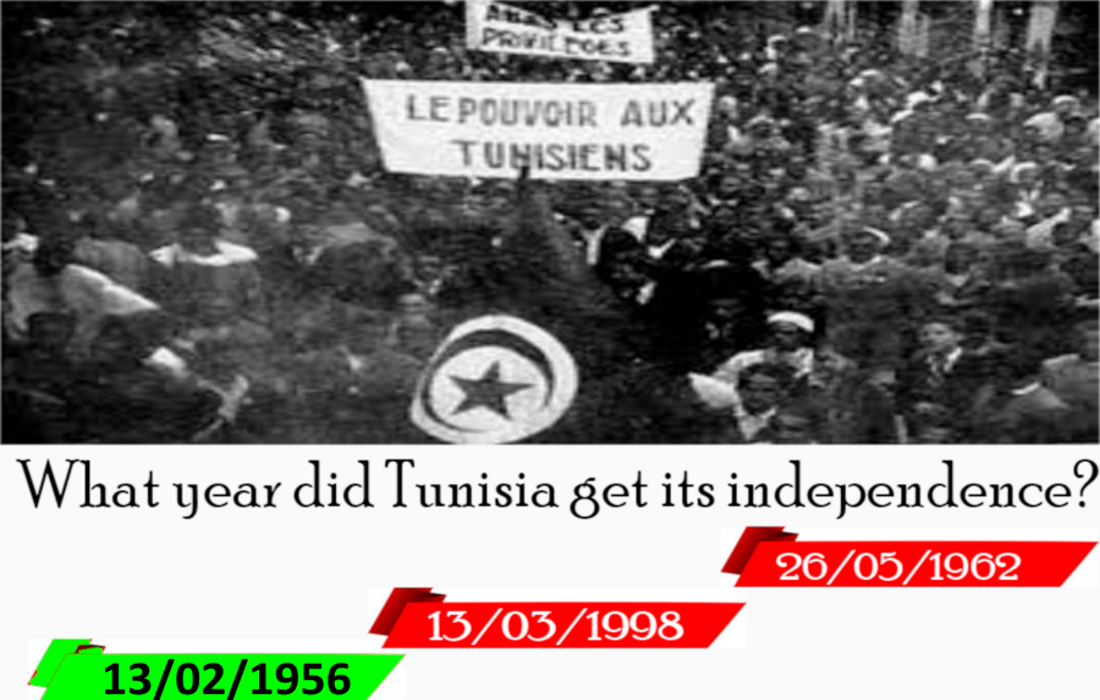 ABAS LES
PRIVILEGES
LE POUVOIR AUX
TUNISIENS
What year did Tunisia get its independence?
26/05/1962
13/03/1998
13/02/1956